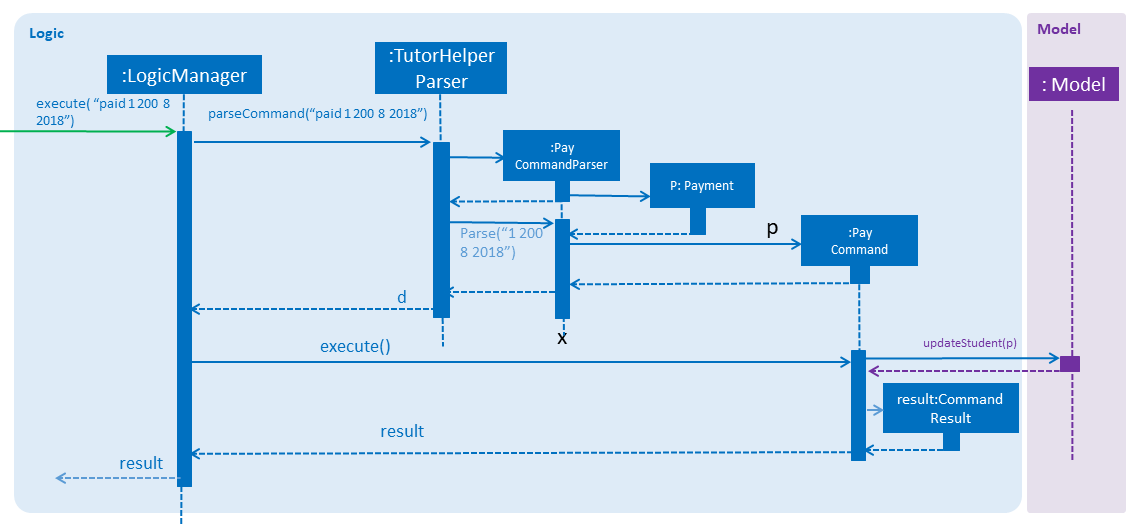 Logic
Model
:LogicManager
:TutorHelper
Parser
: Model
execute( “paid 1 200 8
2018”)
parseCommand(“paid 1 200 8 2018”)
:Pay
CommandParser
P: Payment
Parse(“1 200
8 2018”)
p
:Pay
Command
d
x
execute()
updateStudent(p)
result:Command
Result
result
result